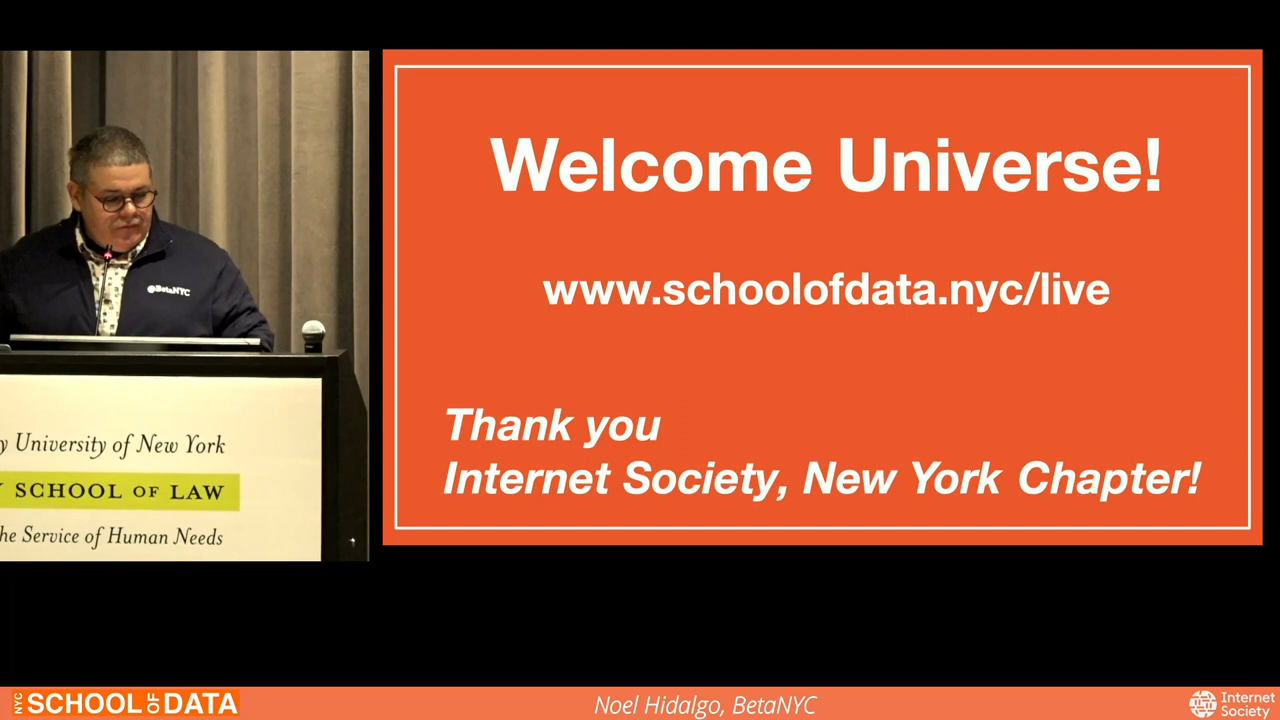 Welcome Universe!
www.schoolofdata.nyc/live
Thank you
Internet Society, New York Chapter!
@BetaNYC
y University of New York
Y SCHOOL OF LAW
he Service of Human Needs
NYC SCHOOL OF DATA
Noel Hidalgo, BetaNYC
Internet
Society